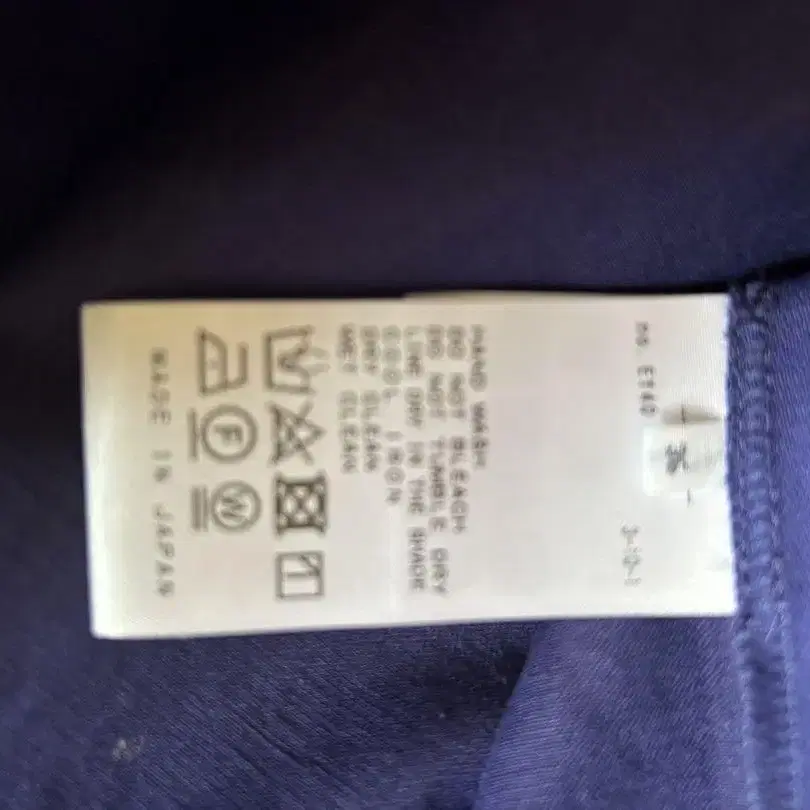 HAND WASH
DO NOT BLEACH
DO NOT TUMBLE DRY
LINE DRY IN THE SHADE
COOL IRON
DRY CLEAN
WET CLEAN
F W
MADE IN JAPAN